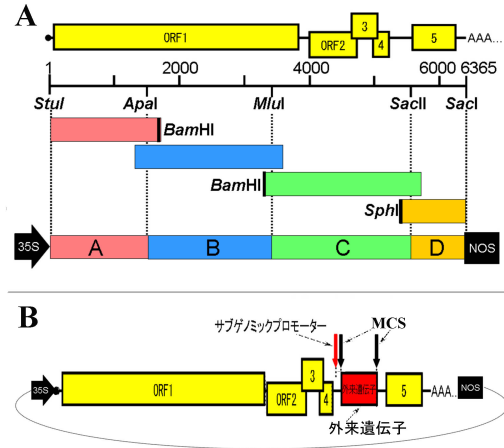 A
ORF1
ORF2
3
4
5
AAA...
1
2000
4000
6000
6365
StuI
ApaI
MluI
SacII
SacI
BamHI
BamHI
SphI
35S
A
B
C
D
NOS
B
サブゲノミックプロモーター
MCS
35S
ORF1
ORF2
3
4
外来遺伝子
5
AAA...
NOS
外来遺伝子